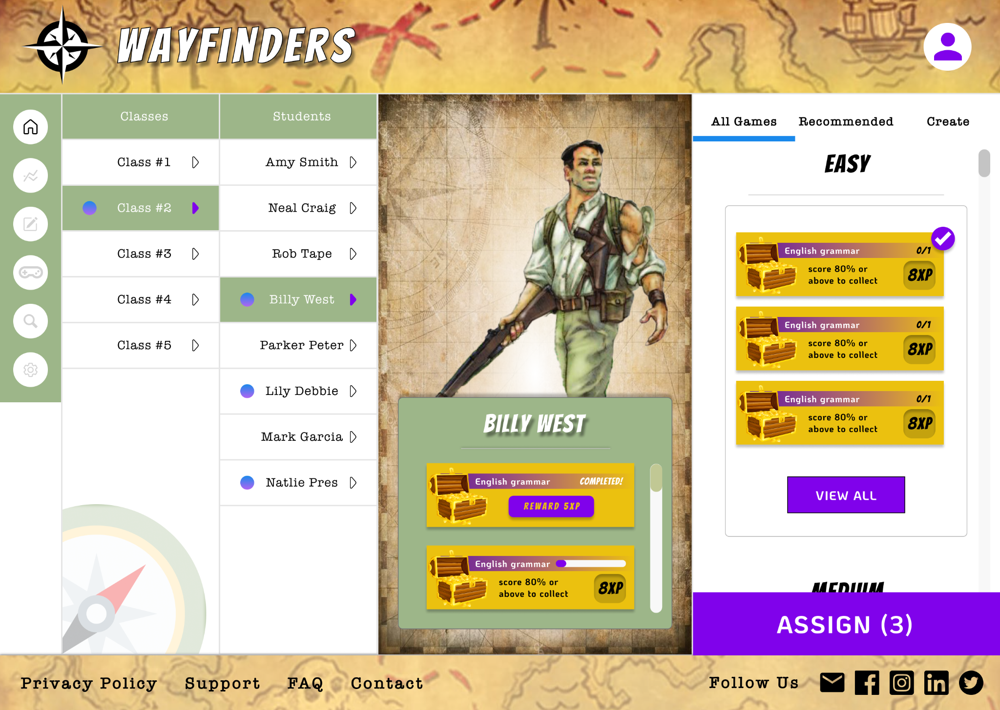 WAYFINDERS
Classes
Class #1
Class #2
Class #3
Class #4
Class #5
Students
Amy Smith
Neal Craig
Rob Tape
Billy West
Parker Peter
Lily Debbie
Mark Garcia
Natlie Pres
BILLY WEST
English grammar COMPLETED!
REWARD 5XP
English grammar
score 80% or
above to collect
8XP
All Games Recommended Create
EASY
English grammar 0/1
score 80% or
above to collect
8XP
English grammar 0/1
score 80% or
above to collect
8XP
English grammar 0/1
score 80% or
above to collect
8XP
VIEW ALL
MEDIUM
ASSIGN (3)
Privacy Policy Support FAQ Contact
Follow Us